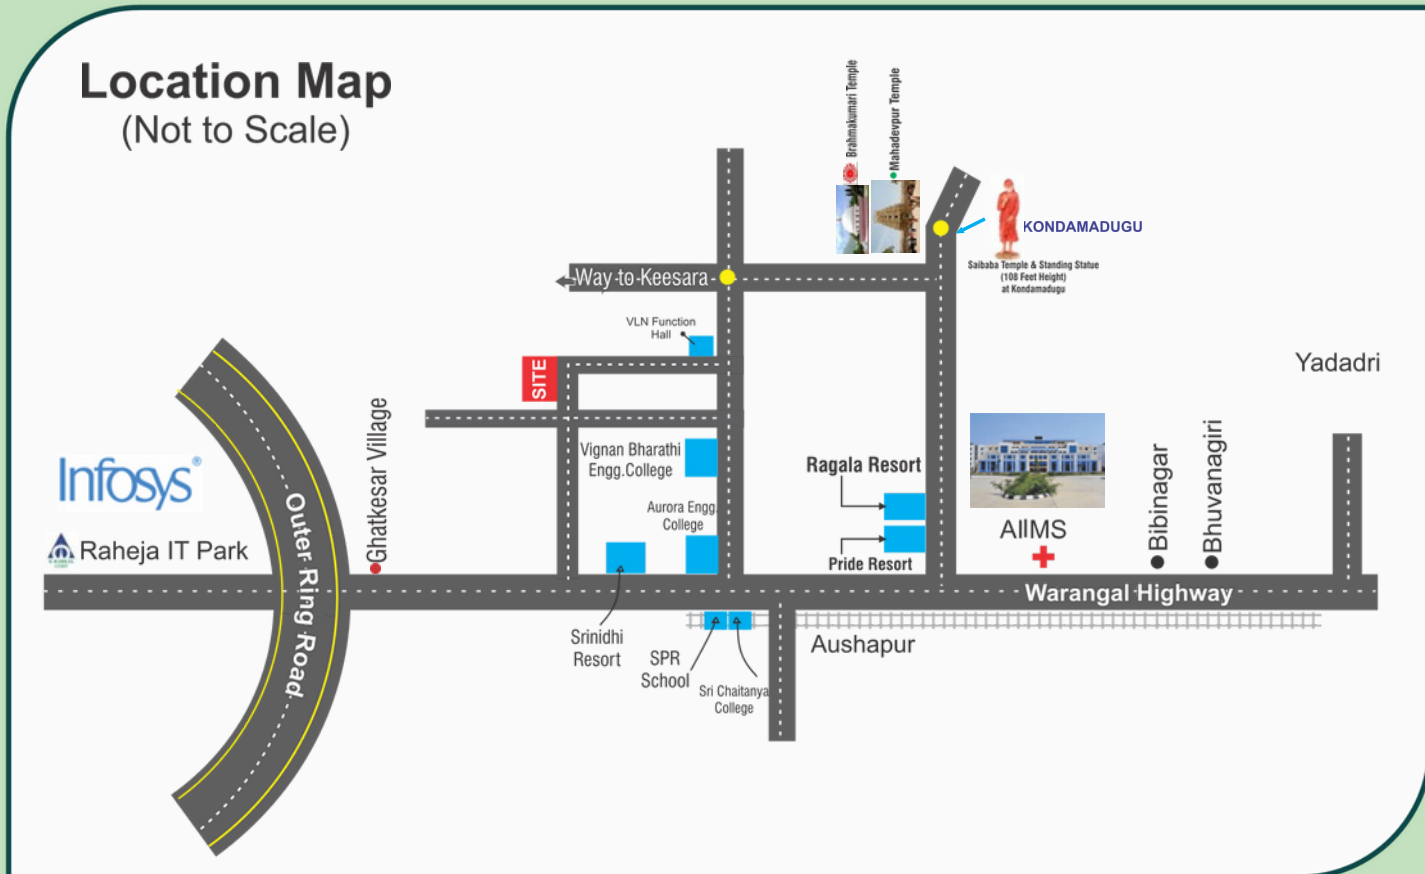 Location Map
(Not to Scale)
Brahmakumari Temple
Mahadevpur Temple
KONDAMADUGU
Saibaba Temple & Standing Statue
(108 Feet Height)
at Kondamadugu
Way to Keesara
VLN Function
Hall
SITE
Yadadri
Infosys®
Raheja IT Park
Outer Ring Road
Ghatkesar Village
Vignan Bharathi
Engg.College
Aurora Engg.
College
Ragala Resort
Pride Resort
AIIMS
Bibinagar
Bhuvanagiri
Warangal Highway
Srinidhi
Resort
SPR
School
Sri Chaitanya
College
Aushapur